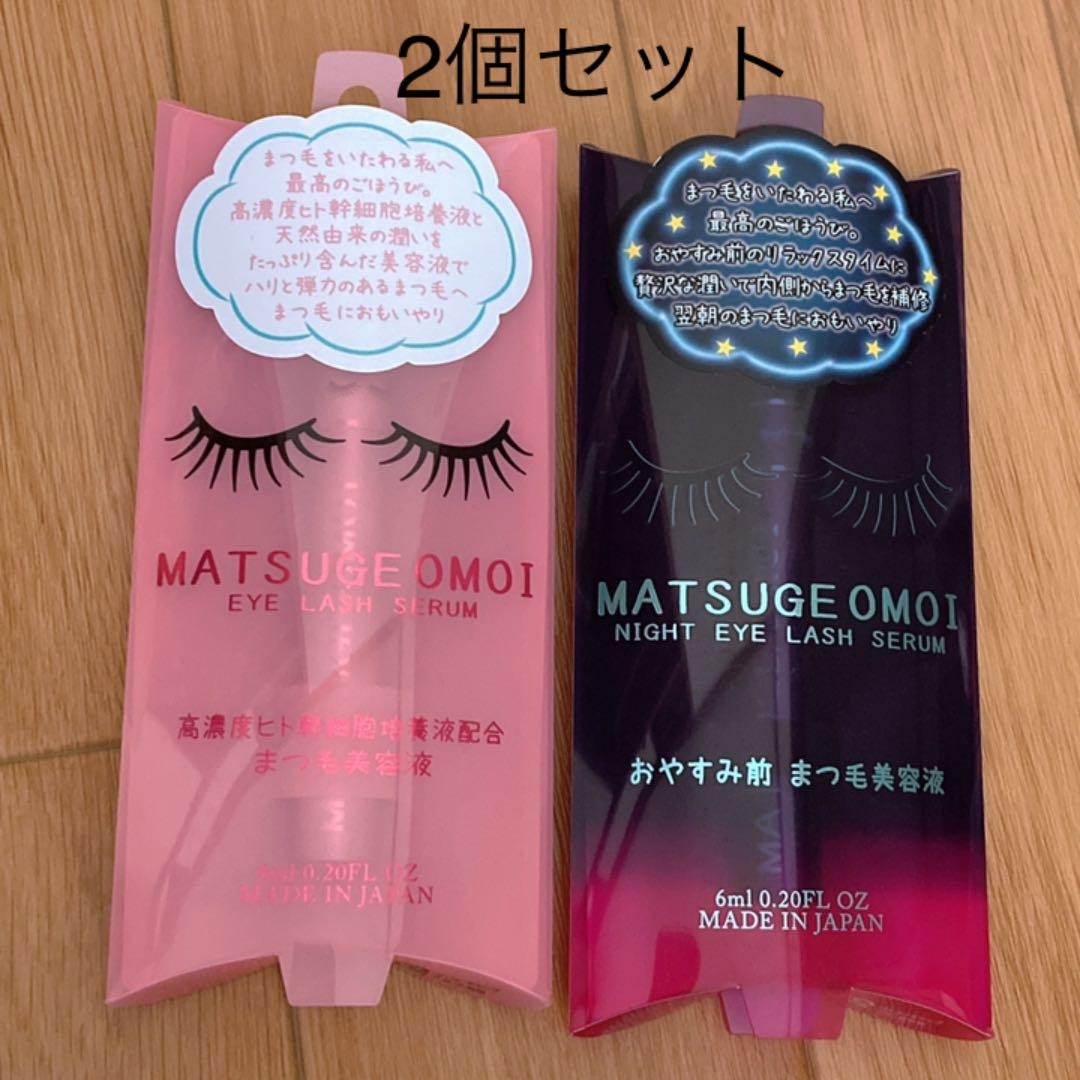 2個セット
まつ毛をいたわる私へ
最高のごほうび。
高濃度ヒト幹細胞培養液と
天然由来の潤いを
たっぷり含んだ美容液で
ハリと弾力のあるまつ毛へ
まつ毛におもいやり
MATSUGE OMOI
EYE LASH SERUM
高濃度ヒト幹細胞培養液配合
まつ毛美容液
6ml 0.20FL OZ
MADE IN JAPAN
まつ毛をいたわる私へ
最高のごほうび。
おやすみ前のリラックスタイムに
贅沢な潤いで内側からまつ毛を補修
翌朝のまつ毛におもいやり
MATSUGE OMOI
NIGHT EYE LASH SERUM
おやすみ前 まつ毛美容液
6ml 0.20FL OZ
MADE IN JAPAN